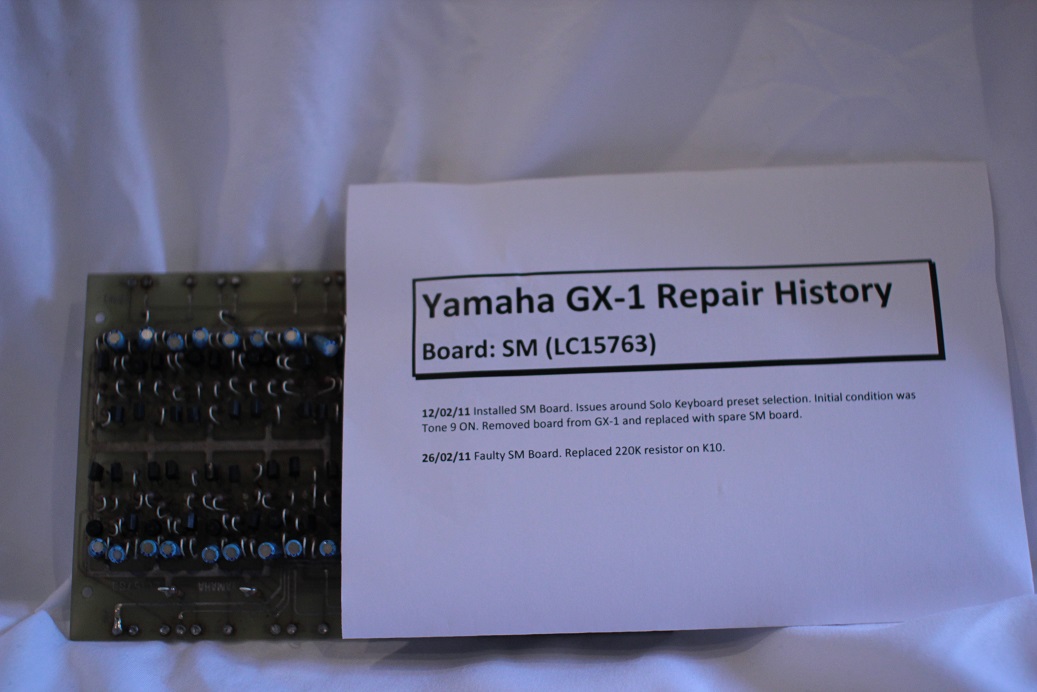 Yamaha GX-1 Repair History
Board: SM (LC15763)
12/02/11 Installed SM Board. Issues around Solo Keyboard preset selection. Initial condition was
Tone 9 ON. Removed board from GX-1 and replaced with spare SM board.
26/02/11 Faulty SM Board. Replaced 220K resistor on K10.
YAMAHA